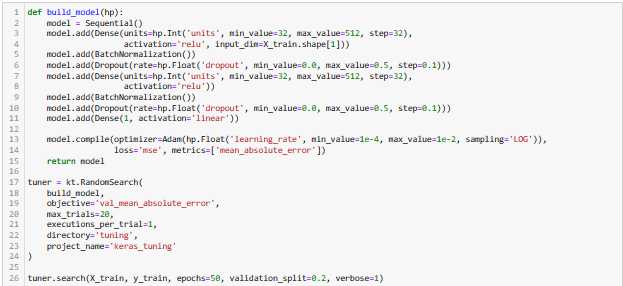 1 def build_model(hp):
2     model = Sequential()
3     model.add(Dense(units=hp.Int('units', min_value=32, max_value=512, step=32),
4                     activation='relu', input_dim=X_train.shape[1]))
5     model.add(BatchNormalization())
6     model.add(Dropout(rate=hp.Float('dropout', min_value=0.0, max_value=0.5, step=0.1)))
7     model.add(Dense(units=hp.Int('units', min_value=32, max_value=512, step=32),
8                     activation='relu'))
9     model.add(BatchNormalization())
10     model.add(Dropout(rate=hp.Float('dropout', min_value=0.0, max_value=0.5, step=0.1)))
11     model.add(Dense(1, activation='linear'))
12
13     model.compile(optimizer=Adam(hp.Float('learning_rate', min_value=1e-4, max_value=1e-2, sampling='LOG')),
14                   loss='mse', metrics=['mean_absolute_error'])
15     return model
16
17 tuner = kt.RandomSearch(
18     build_model,
19     objective='val_mean_absolute_error',
20     max_trials=20,
21     executions_per_trial=1,
22     directory='tuning',
23     project_name='keras_tuning'
24 )
25
26 tuner.search(X_train, y_train, epochs=50, validation_split=0.2, verbose=1)